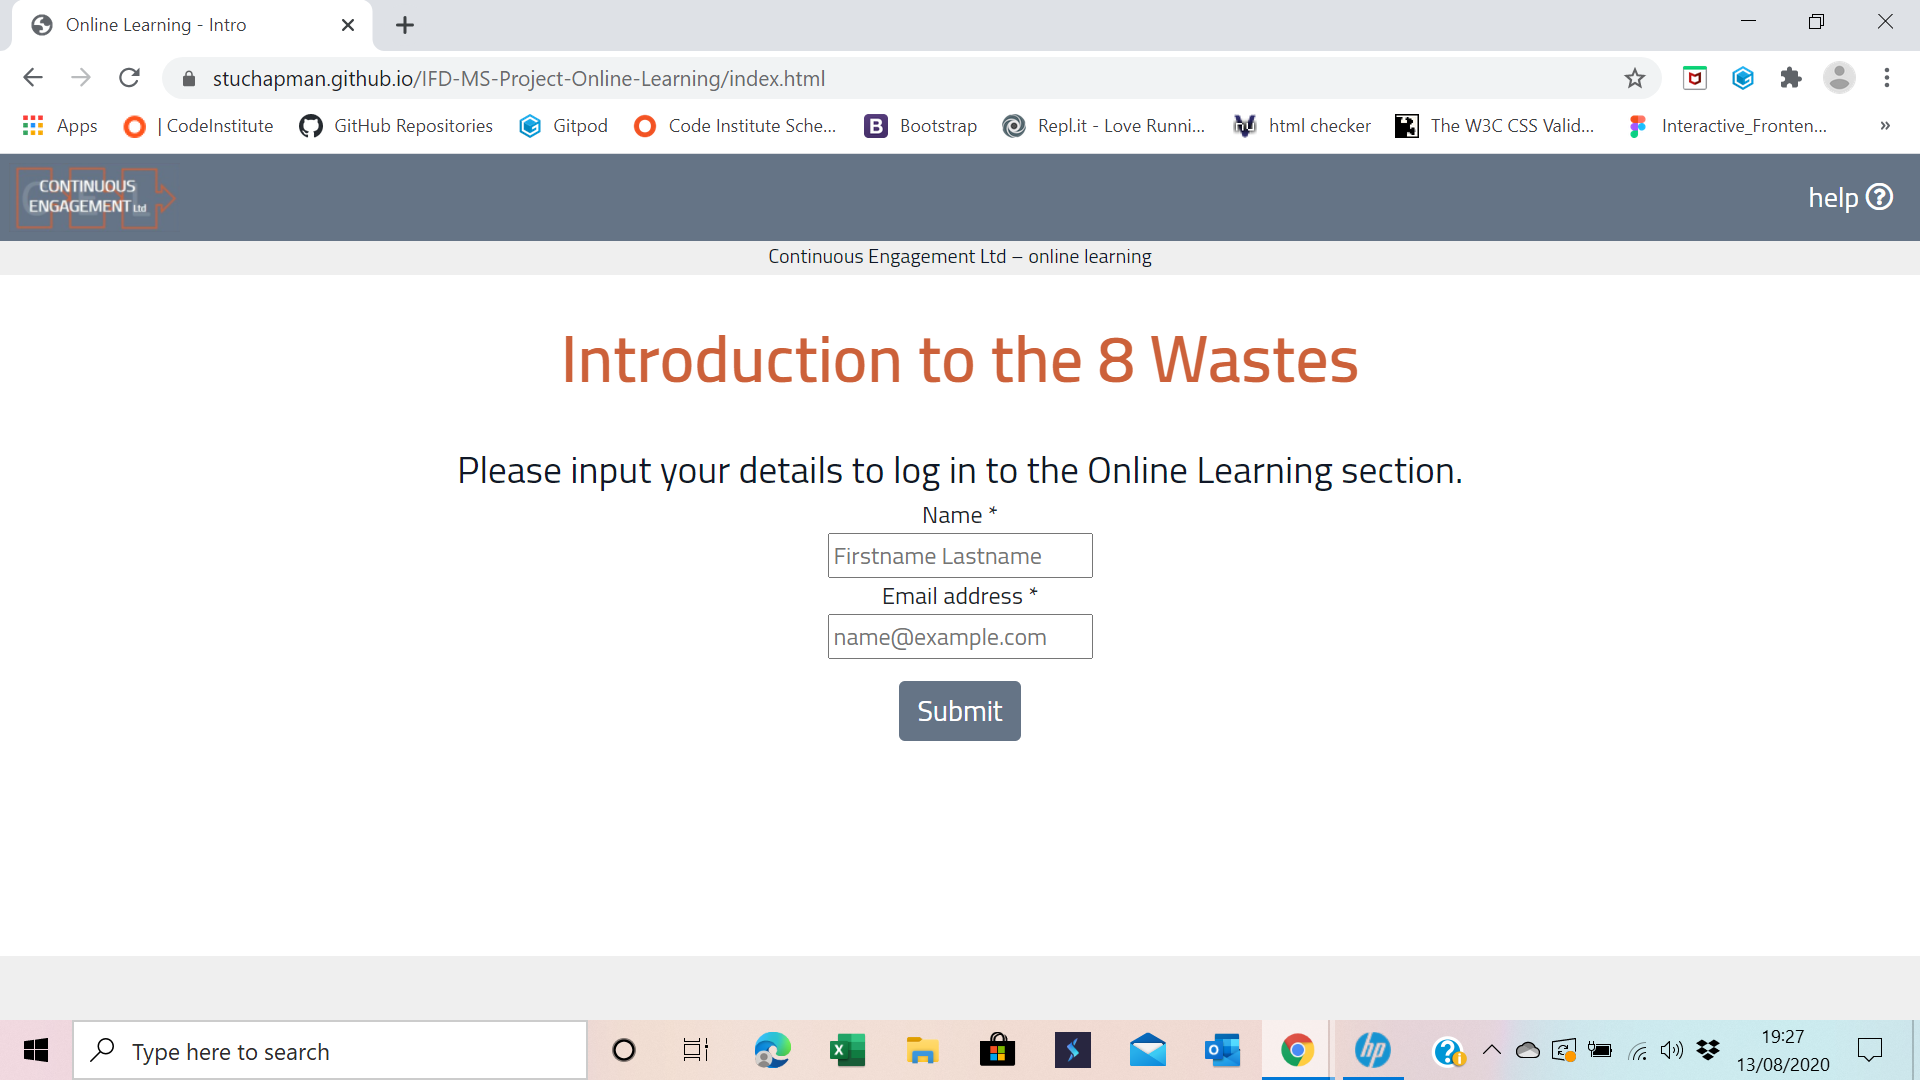 Online Learning - Intro
stuchapman.github.io/IFD-MS-Project-Online-Learning/index.html
Apps | CodeInstitute GitHub Repositories Gitpod Code Institute Sche... B Bootstrap Repl.it - Love Runni... html checker The W3C CSS Valid... Interactive_Fronten... »
CONTINUOUS
ENGAGEMENT Ltd
help ?
Continuous Engagement Ltd – online learning
Introduction to the 8 Wastes
Please input your details to log in to the Online Learning section.
Name *
Firstname Lastname
Email address *
name@example.com
Submit
Type here to search
19:27
13/08/2020